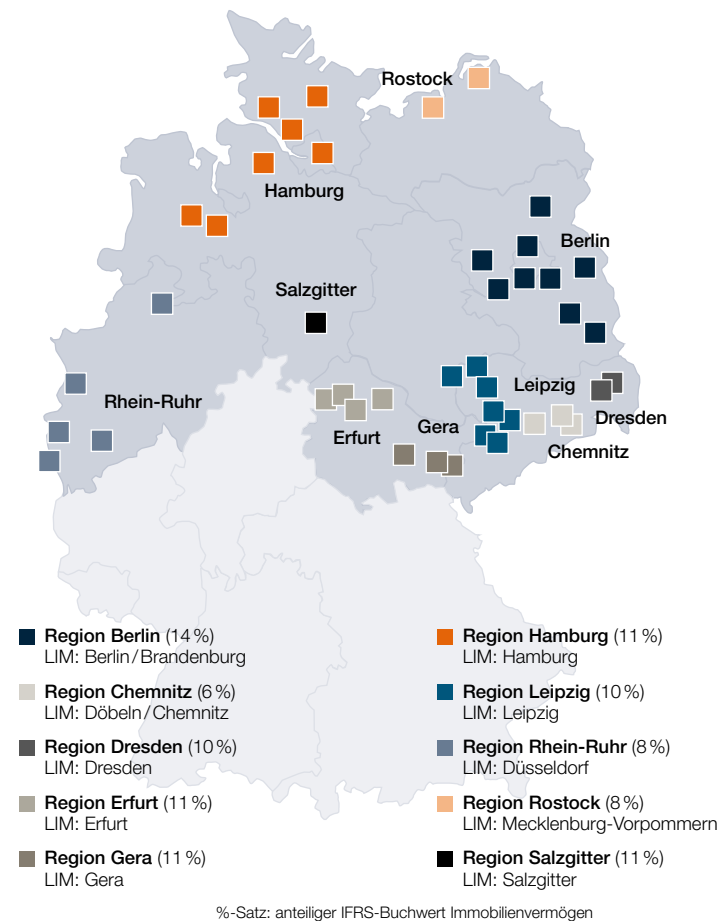 Rostock
Hamburg
Berlin
Salzgitter
Rhein-Ruhr
Leipzig
Dresden
Gera
Erfurt
Chemnitz
Region Berlin (14 %)
LIM: Berlin/Brandenburg
Region Chemnitz (6 %)
LIM: Döbeln/Chemnitz
Region Dresden (10 %)
LIM: Dresden
Region Erfurt (11 %)
LIM: Erfurt
Region Gera (11 %)
LIM: Gera
Region Hamburg (11 %)
LIM: Hamburg
Region Leipzig (10 %)
LIM: Leipzig
Region Rhein-Ruhr (8 %)
LIM: Düsseldorf
Region Rostock (8 %)
LIM: Mecklenburg-Vorpommern
Region Salzgitter (11 %)
LIM: Salzgitter
%-Satz: anteiliger IFRS-Buchwert Immobilienvermögen